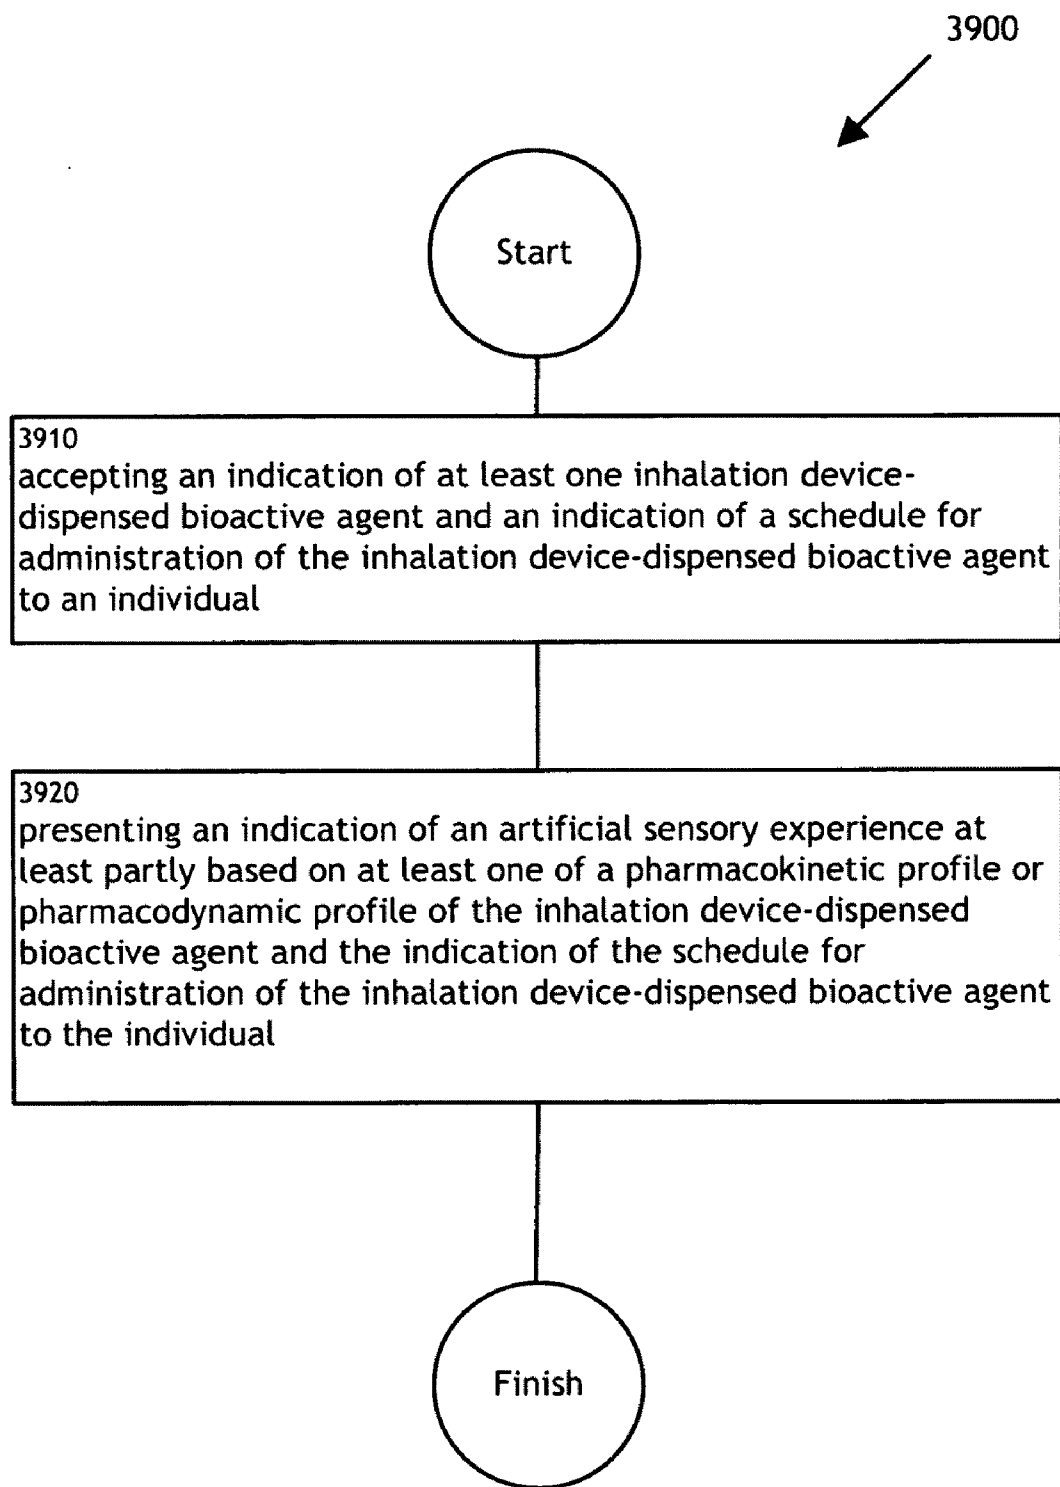 3900
Start
3910
accepting an indication of at least one inhalation device-
dispensed bioactive agent and an indication of a schedule for
administration of the inhalation device-dispensed bioactive agent
to an individual
3920
presenting an indication of an artificial sensory experience at
least partly based on at least one of a pharmacokinetic profile or
pharmacodynamic profile of the inhalation device-dispensed
bioactive agent and the indication of the schedule for
administration of the inhalation device-dispensed bioactive agent
to the individual
Finish